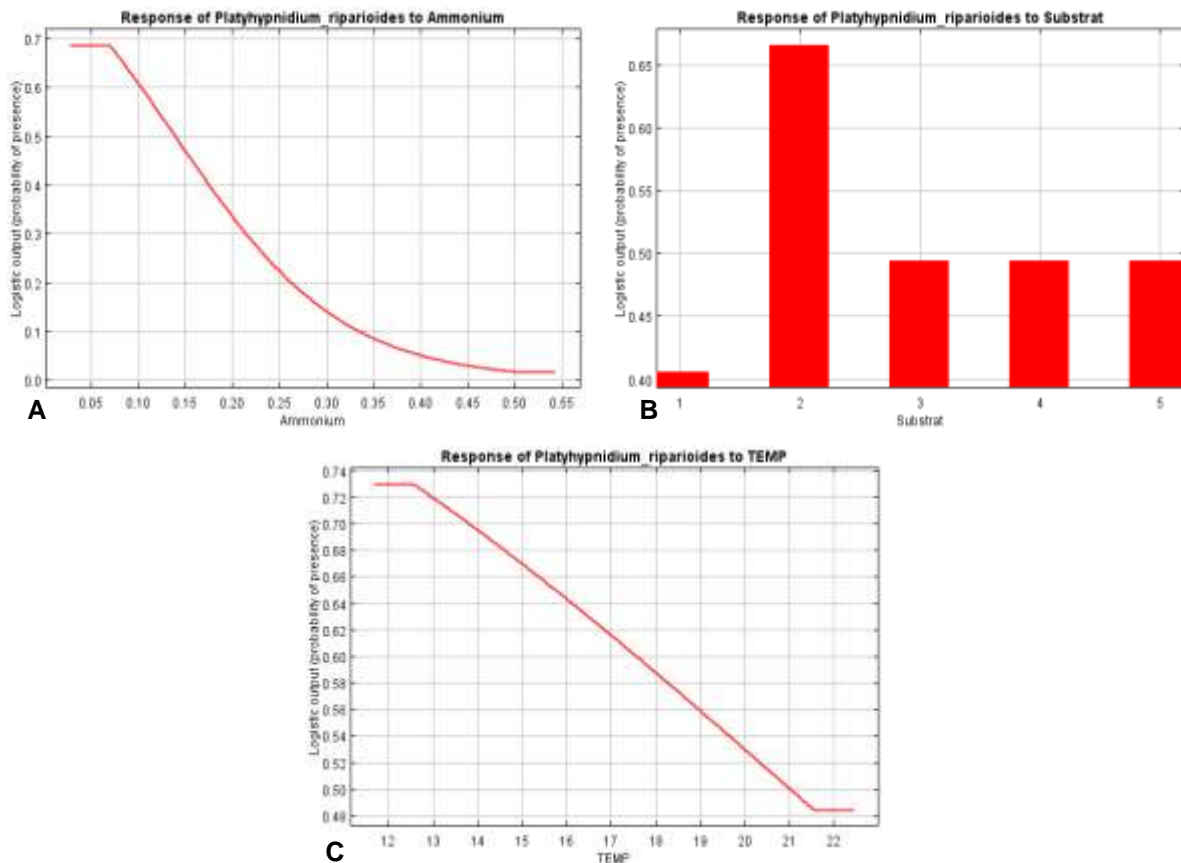 Response of Platyhypnidium_riparioides to Ammonium
Logistic output (probability of presence)
0.7
0.6
0.5
0.4
0.3
0.2
0.1
0.0
0.05 0.10 0.15 0.20 0.25 0.30 0.35 0.40 0.45 0.50 0.55
Ammonium
A
Response of Platyhypnidium_riparioides to Substrat
Logistic output (probability of presence)
0.65
0.60
0.55
0.50
0.45
0.40
1 2 3 4 5
Substrat
B
Response of Platyhypnidium_riparioides to TEMP
Logistic output (probability of presence)
0.74
0.72
0.70
0.68
0.66
0.64
0.62
0.60
0.58
0.56
0.54
0.52
0.50
0.48
12 13 14 15 16 17 18 19 20 21 22
TEMP
C